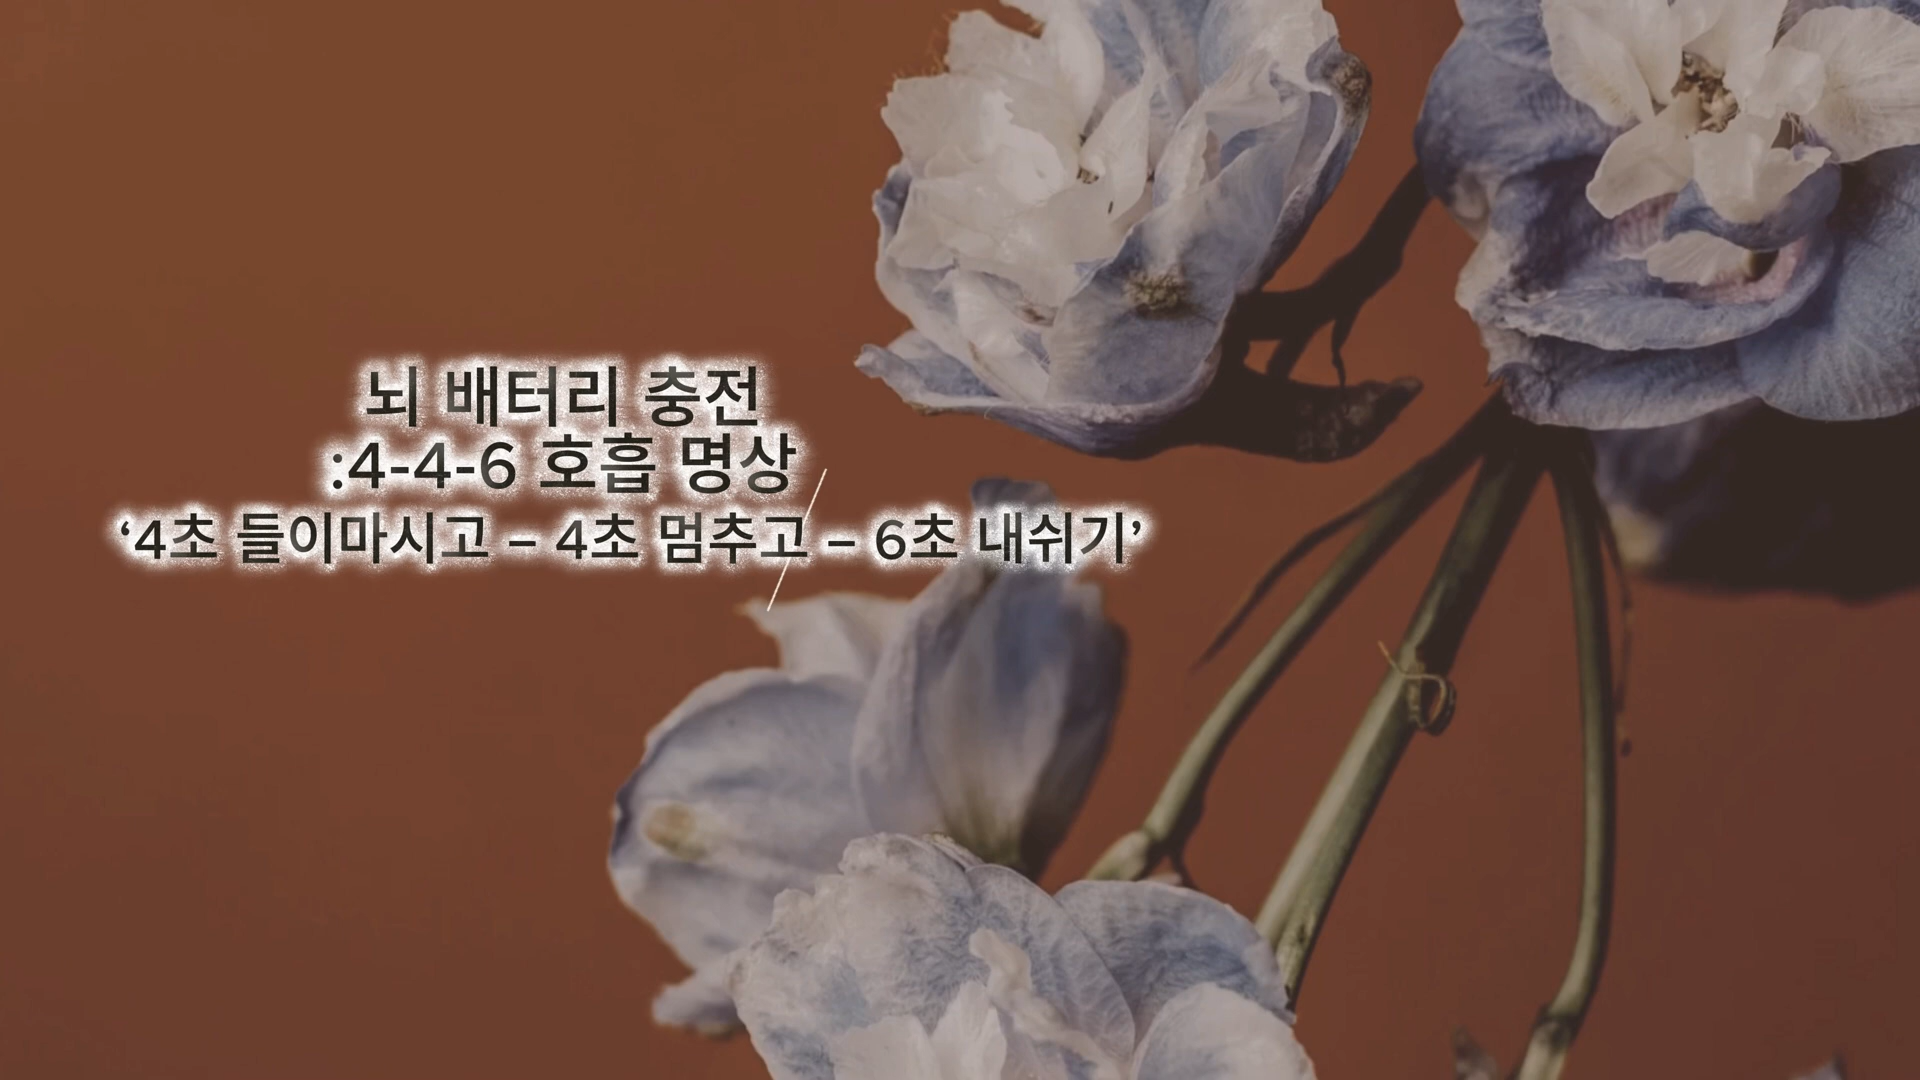 뇌 배터리 충전
:4-4-6 호흡 명상
‘4초 들이마시고 – 4초 멈추고 – 6초 내쉬기’